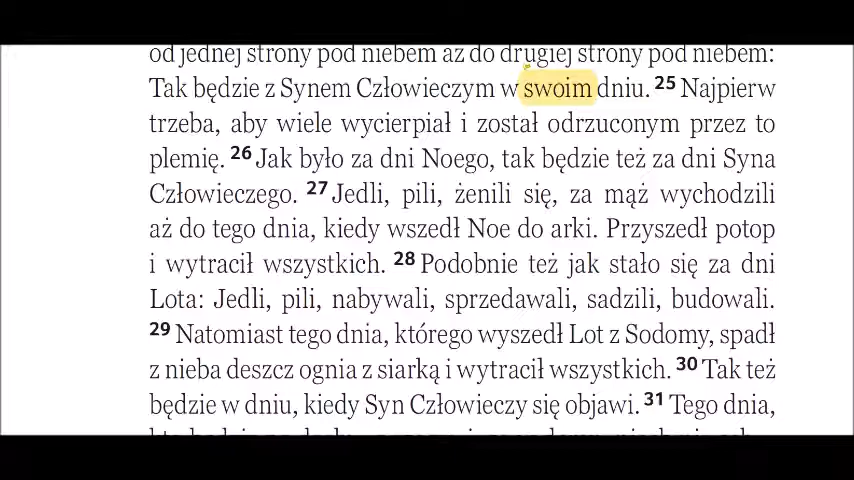 od jednej strony pod niebem aż do drugiej strony pod niebem:
Tak będzie z Synem Człowieczym w swoim dniu. 25 Najpierw
trzeba, aby wiele wycierpiał i został odrzuconym przez to
plemię. 26 Jak było za dni Noego, tak będzie też za dni Syna
Człowieczego. 27 Jedli, pili, żenili się, za mąż wychodzili
aż do tego dnia, kiedy wszedł Noe do arki. Przyszedł potop
i wytracił wszystkich. 28 Podobnie też jak stało się za dni
Lota: Jedli, pili, nabywali, sprzedawali, sadzili, budowali.
29 Natomiast tego dnia, którego wyszedł Lot z Sodomy, spadł
z nieba deszcz ognia z siarką i wytracił wszystkich. 30 Tak też
będzie w dniu, kiedy Syn Człowieczy się objawi. 31 Tego dnia,